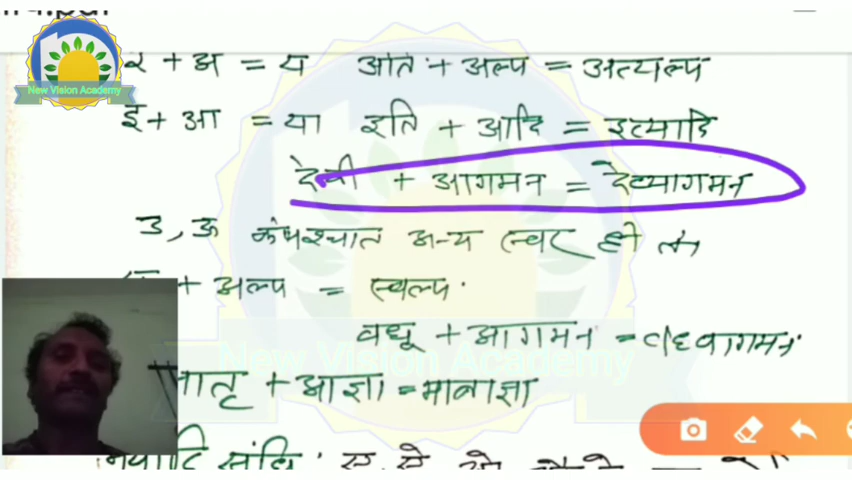 New Vision Academy
+ अ = य अति + अल्प = अत्यल्प
इ + आ = या इति + आदि = इत्यादि
देवी + आगमन = देव्यागमन
उ, ऊ के पश्चात अन्य स्वर हो तो
+ अल्प = स्वल्प
वधू + आगमन = वध्वागमन
New Vision Academy
मातृ + आज्ञा = मात्राज्ञा
संधि